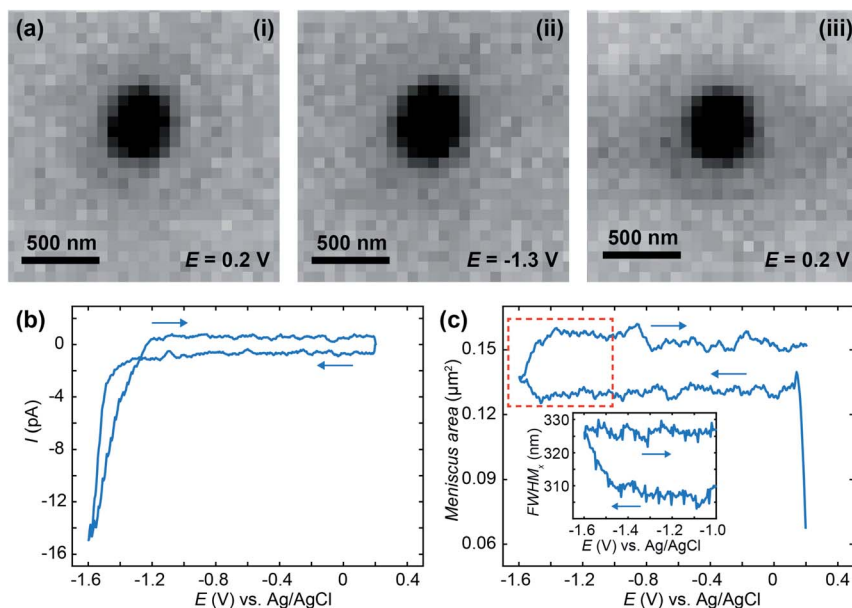 (a) (i) (ii) (iii)
500 nm E = 0.2 V 500 nm E = -1.3 V 500 nm E = 0.2 V
(b)
I (pA)
0
-4
-8
-12
-16
-1.6 -1.2 -0.8 -0.4 0 0.4
E (V) vs. Ag/AgCl
(c)
Meniscus area (μm²)
0.15
0.12
0.09
0.06
FWHMₓ (nm)
330
320
310
-1.6 -1.4 -1.2 -1.0
E (V) vs. Ag/AgCl
-1.6 -1.2 -0.8 -0.4 0 0.4
E (V) vs. Ag/AgCl